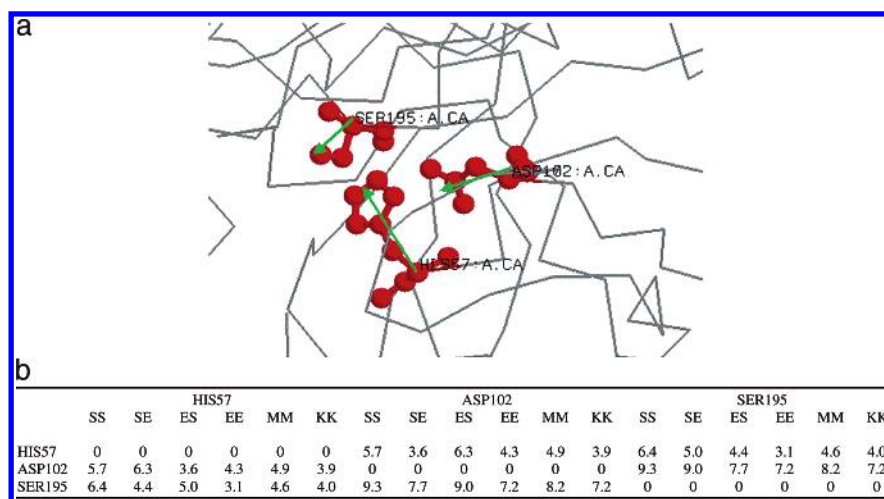 a
SER195:A.CA
ASP102:A.CA
HIS57:A.CA
b
HIS57 ASP102 SER195
SS SE ES EE MM KK SS SE ES EE MM KK SS SE ES EE MM KK
HIS57 0 0 0 0 0 0 5.7 3.6 6.3 4.3 4.9 3.9 6.4 5.0 4.4 3.1 4.6 4.0
ASP102 5.7 6.3 3.6 4.3 4.9 3.9 0 0 0 0 0 0 9.3 9.0 7.7 7.2 8.2 7.2
SER195 6.4 4.4 5.0 3.1 4.6 4.0 9.3 7.7 9.0 7.2 8.2 7.2 0 0 0 0 0 0